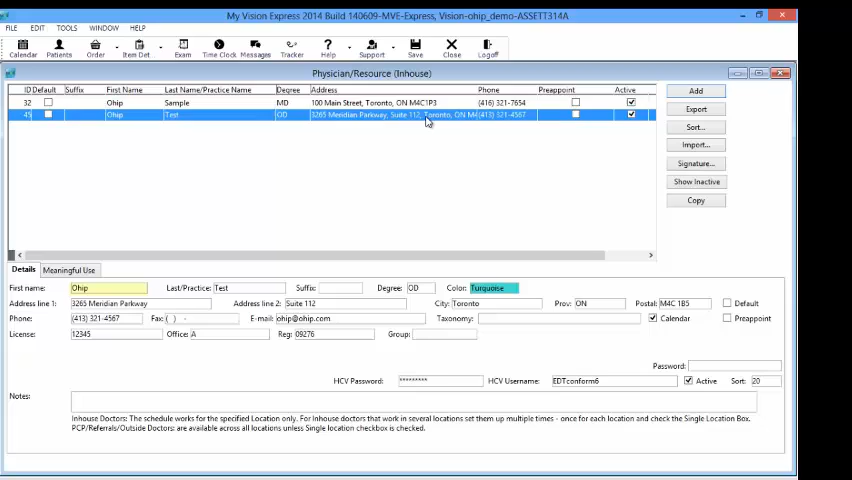 My Vision Express 2014 Build 140609-MVE-Express; Vision-ohip_demo-ASSETT314A
FILE EDIT TOOLS WINDOW HELP
Calendar Patients Order Item Det Exam Time Clock Messages Tracker Help Support Save Close Logoff
Physician/Resource (Inhouse)
ID Default Suffix First Name Last Name/Practice Name Degree Address Phone Preappoint Active
32 Ohip Sample MD 100 Main Street, Toronto, ON M4C1P3 (416) 321-7654
45 Ohip Test OD 3265 Meridian Parkway, Suite 112, Toronto, ON M4 (413) 321-4567
Add
Export
Sort...
Import...
Signature...
Show Inactive
Copy
Details Meaningful Use
First name: Ohip Last/Practice: Test Suffix: Degree: OD Color: Turquoise
Address line 1: 3265 Meridian Parkway Address line 2: Suite 112 City: Toronto Prov: ON Postal: M4C 1B5 Default
Phone: (413) 321-4567 Fax: ( ) - E-mail: ohip@ohip.com Taxonomy: Calendar Preappoint
License: 12345 Office: A Reg: 09276 Group:
Password:
HCV Password: ********* HCV Username: EDTconform6 Active Sort: 20
Notes:
Inhouse Doctors: The schedule works for the specified Location only. For Inhouse doctors that work in several locations set them up multiple times - once for each location and check the Single Location Box.
PCP/Referrals/Outside Doctors: are available across all locations unless Single location checkbox is checked.